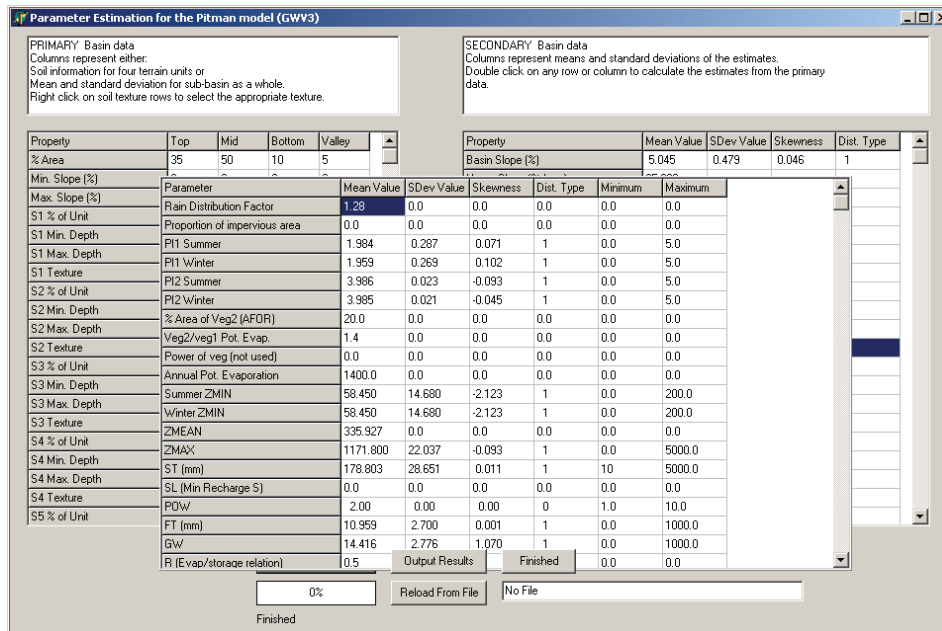 Parameter Estimation for the Pitman model (GWV3)
PRIMARY Basin data
Columns represent either:
Soil information for four terrain units or
Mean and standard deviation for sub-basin as a whole.
Right click on soil texture rows to select the appropriate texture.
SECONDARY Basin data
Columns represent means and standard deviations of the estimates.
Double click on any row or column to calculate the estimates from the primary
data.
Property Top Mid Bottom Valley
% Area 35 50 10 5
Min. Slope (%)
Max. Slope (%)
S1 % of Unit
S1 Min. Depth
S1 Max. Depth
S1 Texture
S2 % of Unit
S2 Min. Depth
S2 Max. Depth
S2 Texture
S3 % of Unit
S3 Min. Depth
S3 Max. Depth
S3 Texture
S4 % of Unit
S4 Min. Depth
S4 Max. Depth
S4 Texture
S5 % of Unit
Property Mean Value SDev Value Skewness Dist. Type
Basin Slope (%) 5.045 0.479 0.046 1
Parameter Mean Value SDev Value Skewness Dist. Type Minimum Maximum
Rain Distribution Factor 1.28 0.0 0.0 0.0 0.0 0.0
Proportion of impervious area 0.0 0.0 0.0 0.0 0.0 0.0
PI1 Summer 1.984 0.287 0.071 1 0.0 5.0
PI1 Winter 1.959 0.269 0.102 1 0.0 5.0
PI2 Summer 3.986 0.023 -0.093 1 0.0 5.0
PI2 Winter 3.985 0.021 -0.045 1 0.0 5.0
% Area of Veg2 (AFOR) 20.0 0.0 0.0 0.0 0.0 0.0
Veg2/veg1 Pot. Evap. 1.4 0.0 0.0 0.0 0.0 0.0
Power of veg (not used) 0.0 0.0 0.0 0.0 0.0 0.0
Annual Pot. Evaporation 1400.0 0.0 0.0 0.0 0.0 0.0
Summer ZMIN 58.450 14.680 -2.123 1 0.0 200.0
Winter ZMIN 58.450 14.680 -2.123 1 0.0 200.0
ZMEAN 335.927 0.0 0.0 0.0 0.0 0.0
ZMAX 1171.800 22.037 -0.093 1 0.0 5000.0
ST (mm) 178.803 28.651 0.011 1 10 5000.0
SL (Min Recharge S) 0.0 0.0 0.0 0.0 0.0 0.0
POW 2.00 0.00 0.00 0 1.0 10.0
FT (mm) 10.959 2.700 0.001 1 0.0 1000.0
GW 14.416 2.776 1.070 1 0.0 1000.0
R (Evap/storage relation) 0.5 0.0 0.0
Output Results Finished
0% Reload From File No File
Finished